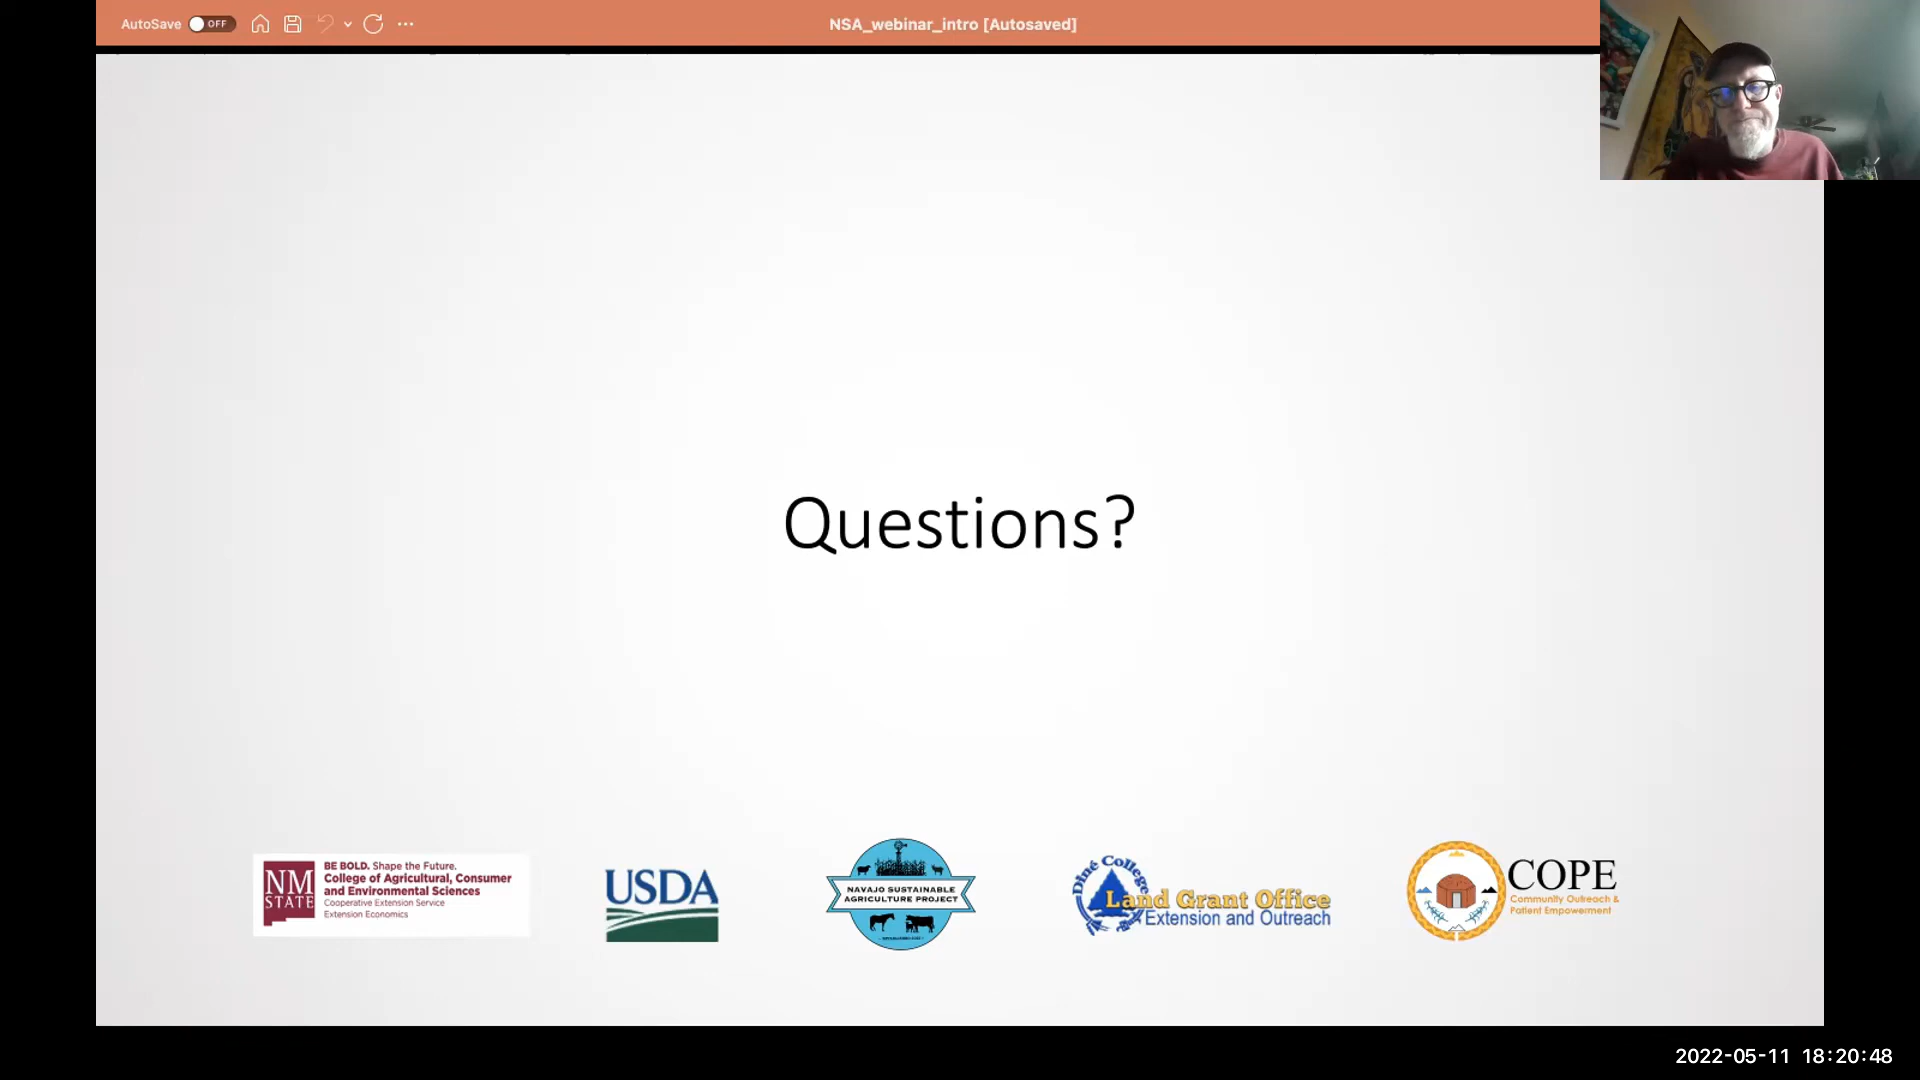 AutoSave OFF
NSA_webinar_intro [Autosaved]
Questions?
NM
STATE
BE BOLD. Shape the Future.
College of Agricultural, Consumer
and Environmental Sciences
Cooperative Extension Service
Extension Economics
USDA
NAVAJO SUSTAINABLE
AGRICULTURE PROJECT
Diné College
Land Grant Office
Extension and Outreach
COPE
Community Outreach &
Patient Empowerment
2022-05-11 18:20:48